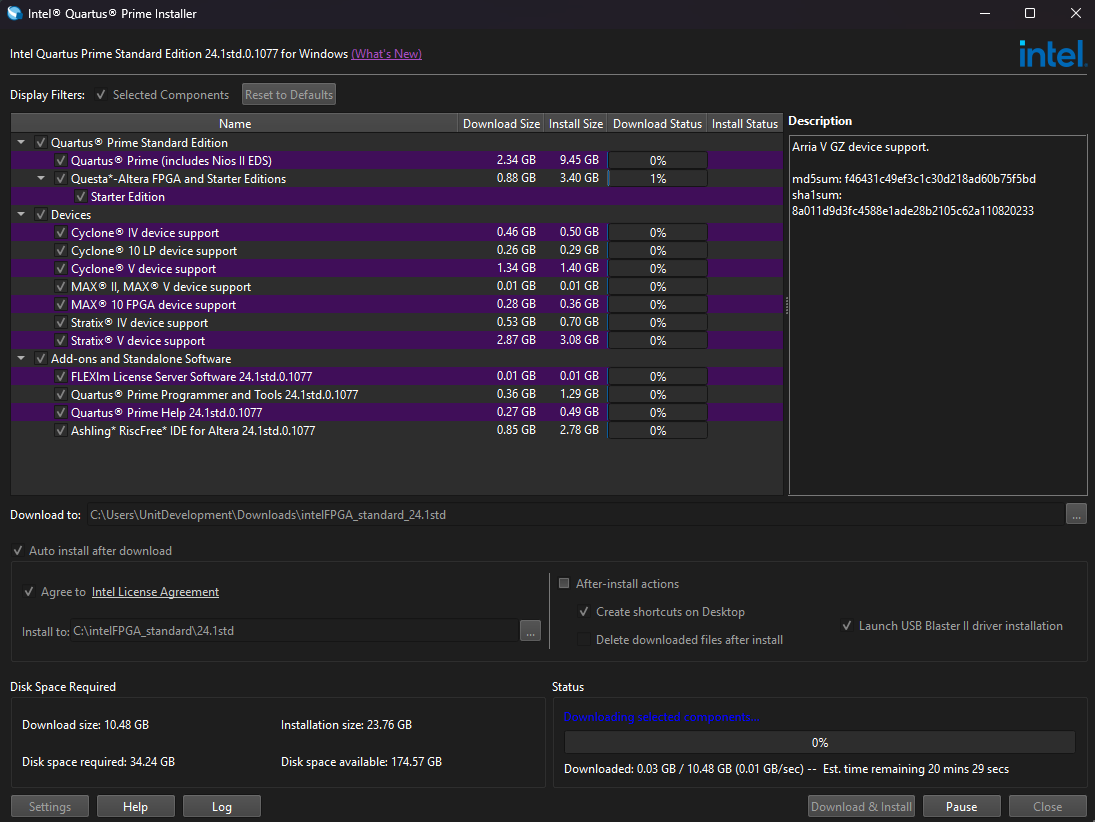 Intel® Quartus® Prime Installer
Intel Quartus Prime Standard Edition 24.1std.0.1077 for Windows (What's New)
intel.
Display Filters: Selected Components Reset to Defaults
Name Download Size Install Size Download Status Install Status
Quartus® Prime Standard Edition
Quartus® Prime (includes Nios II EDS) 2.34 GB 9.45 GB 0%
Questa*-Altera FPGA and Starter Editions 0.88 GB 3.40 GB 1%
Starter Edition
Devices
Cyclone® IV device support 0.46 GB 0.50 GB 0%
Cyclone® 10 LP device support 0.26 GB 0.29 GB 0%
Cyclone® V device support 1.34 GB 1.40 GB 0%
MAX® II, MAX® V device support 0.01 GB 0.01 GB 0%
MAX® 10 FPGA device support 0.28 GB 0.36 GB 0%
Stratix® IV device support 0.53 GB 0.70 GB 0%
Stratix® V device support 2.87 GB 3.08 GB 0%
Add-ons and Standalone Software
FLEXlm License Server Software 24.1std.0.1077 0.01 GB 0.01 GB 0%
Quartus® Prime Programmer and Tools 24.1std.0.1077 0.36 GB 1.29 GB 0%
Quartus® Prime Help 24.1std.0.1077 0.27 GB 0.49 GB 0%
Ashling* RiscFree* IDE for Altera 24.1std.0.1077 0.85 GB 2.78 GB 0%
Description
Arria V GZ device support.
md5sum: f46431c49ef3c1c30d218ad60b75f5bd
sha1sum:
8a011d9d3fc4588e1ade28b2105c62a110820233
Download to: C:\Users\UnitDevelopment\Downloads\intelFPGA_standard_24.1std ...
Auto install after download
Agree to Intel License Agreement
Install to: C:\intelFPGA_standard\24.1std ...
After-install actions
Create shortcuts on Desktop
Delete downloaded files after install
Launch USB Blaster II driver installation
Disk Space Required
Download size: 10.48 GB Installation size: 23.76 GB
Disk space required: 34.24 GB Disk space available: 174.57 GB
Status
Downloading selected components...
0%
Downloaded: 0.03 GB / 10.48 GB (0.01 GB/sec) -- Est. time remaining 20 mins 29 secs
Settings Help Log Download & Install Pause Close